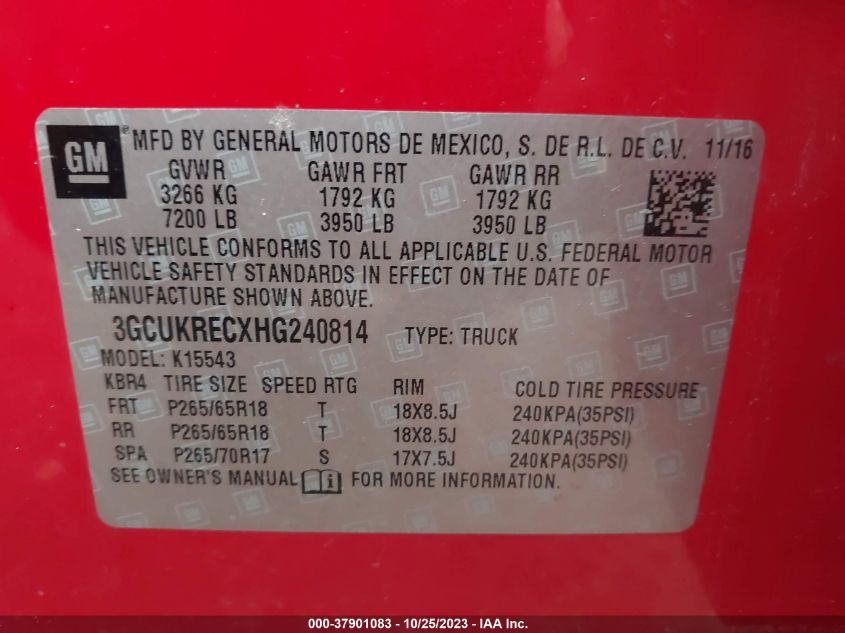 GM® MFD BY GENERAL MOTORS DE MEXICO, S. DE R.L. DE C.V. 11/16
GVWR GAWR FRT GAWR RR
3266 KG 1792 KG 1792 KG
7200 LB 3950 LB 3950 LB
THIS VEHICLE CONFORMS TO ALL APPLICABLE U.S. FEDERAL MOTOR
VEHICLE SAFETY STANDARDS IN EFFECT ON THE DATE OF
MANUFACTURE SHOWN ABOVE.
3GCUKRECXHG240814 TYPE: TRUCK
MODEL: K15543
KBR4 TIRE SIZE SPEED RTG RIM COLD TIRE PRESSURE
FRT P265/65R18 T 18X8.5J 240KPA(35PSI)
RR P265/65R18 T 18X8.5J 240KPA(35PSI)
SPA P265/70R17 S 17X7.5J 240KPA(35PSI)
SEE OWNER'S MANUAL i FOR MORE INFORMATION.
000-37901083 - 10/25/2023 - IAA Inc.